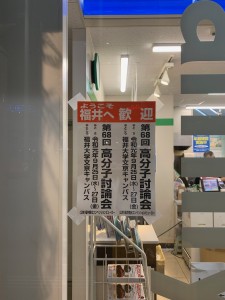 ようこそ
福井へ 歓迎
第68回 高分子討論会
令和元年9月25日(水)~27日(金)
福井大学文京キャンパス
第68回 高分子討論会
令和元年9月25日(水)~27日(金)
福井大学文京キャンパス